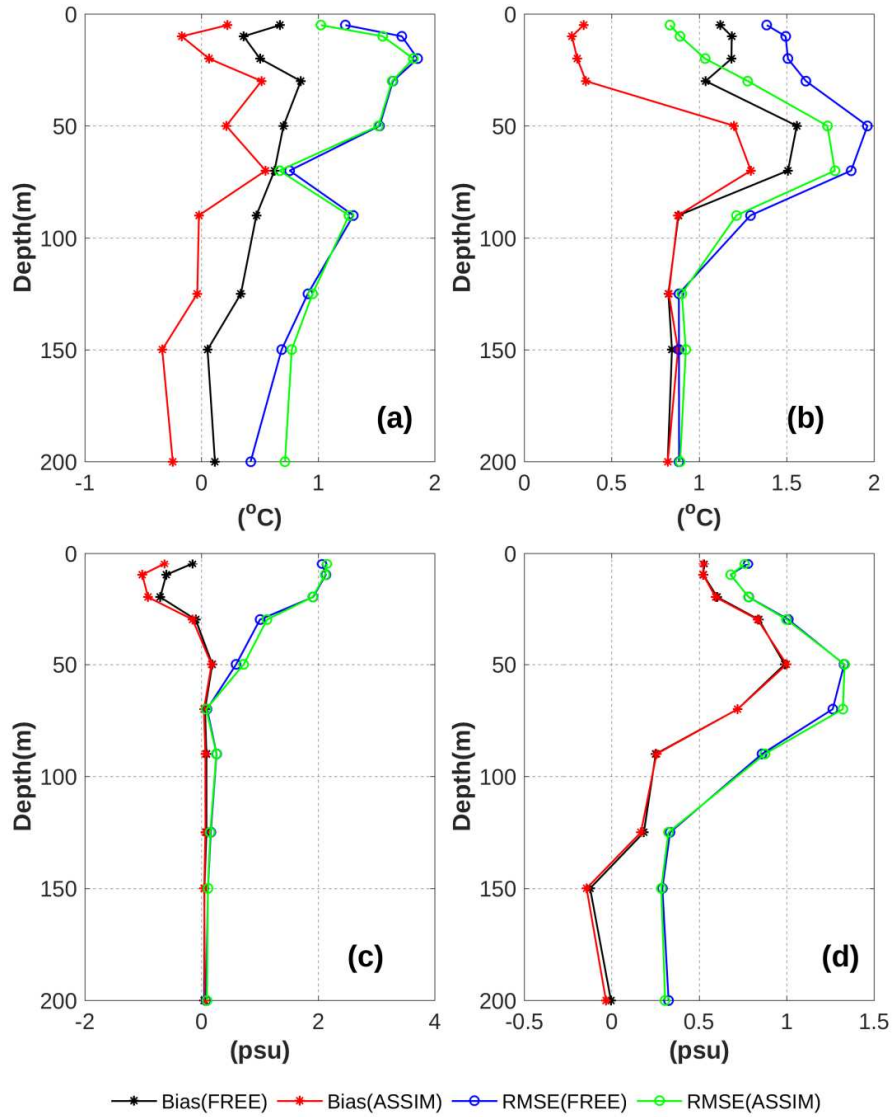 0
50
100
150
200
Depth(m)
-1
0
1
2
(°C)
(a)
0
50
100
150
200
Depth(m)
0
0.5
1
1.5
2
(°C)
(b)
0
50
100
150
200
Depth(m)
-2
0
2
4
(psu)
(c)
0
50
100
150
200
Depth(m)
-0.5
0
0.5
1
1.5
(psu)
(d)
Bias(FREE) Bias(ASSIM) RMSE(FREE) RMSE(ASSIM)